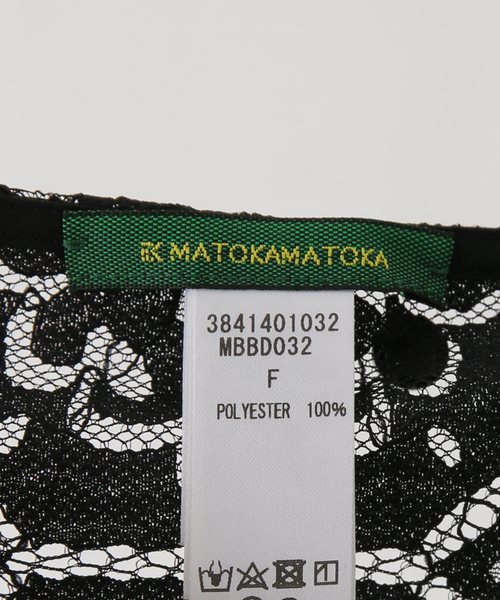 MATOKAMATOKA
3841401032
MBBD032
F
POLYESTER 100%